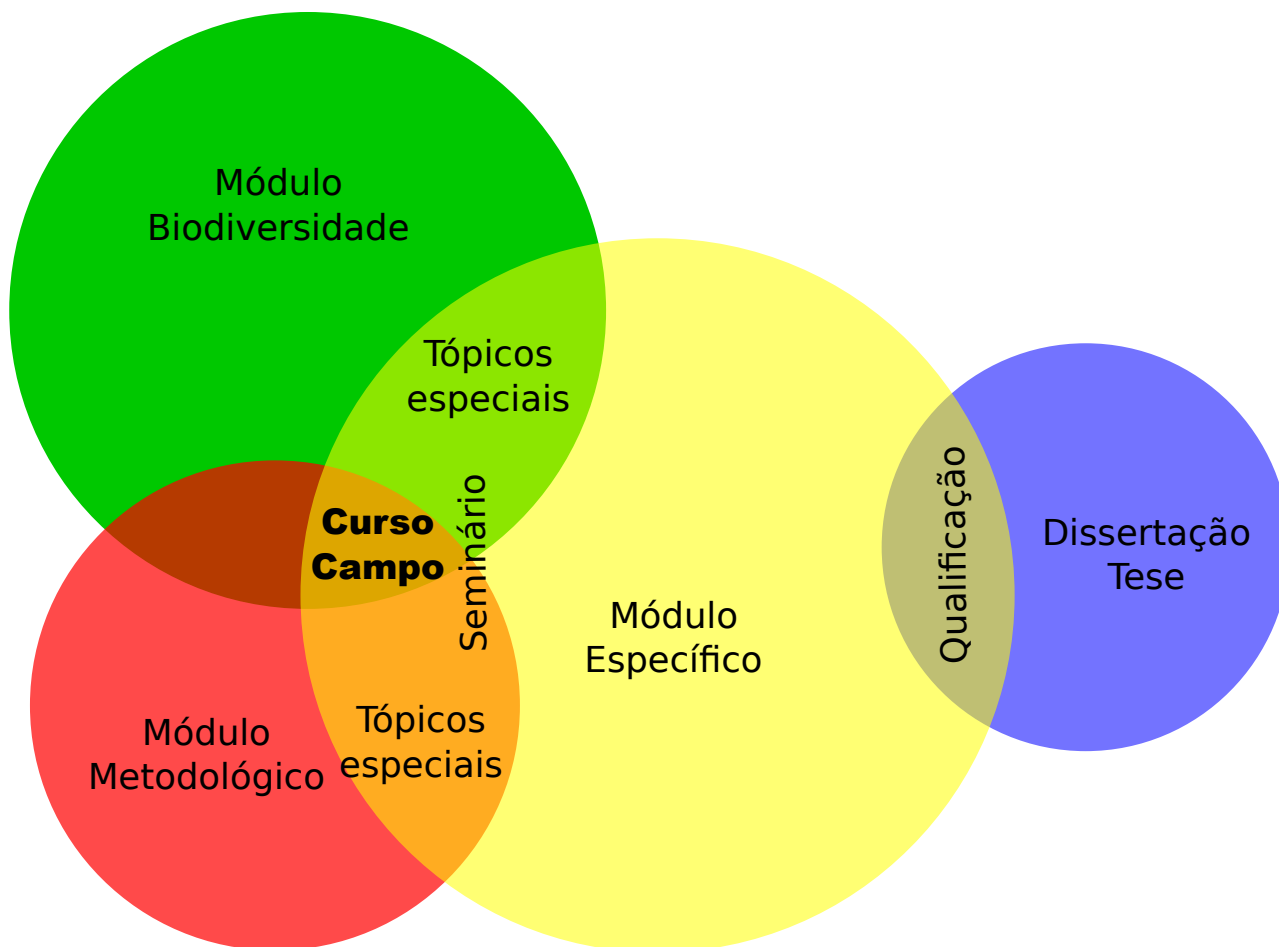 Módulo
Biodiversidade
Tópicos
especiais
Curso
Campo
Seminário
Módulo
Específico
Qualificação
Dissertação
Tese
Módulo
Metodológico
Tópicos
especiais